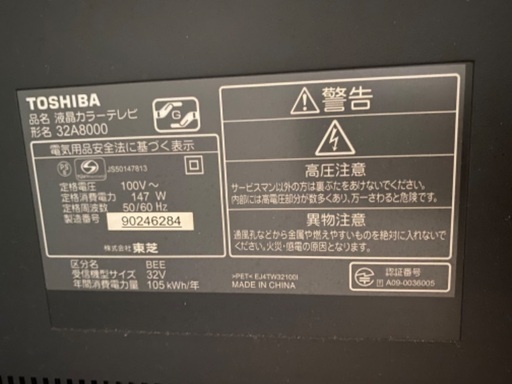 TOSHIBA
品名 液晶カラーテレビ
形名 32A8000
電気用品安全法に基づく表示
JS50147813
定格電圧 100V～
定格消費電力 147 W
定格周波数 50/60 Hz
製造番号 90246284
株式会社 東芝
区分名 BEE
受信機型サイズ 32V
年間消費電力量 105 kWh/年
警告
高圧注意
サービスマン以外の方は裏ぶたをあけないでください。
内部には高電圧部分が数多くあり、万一さわると危険です。
異物注意
通風孔などから金属や燃えやすいものを絶対に入れないでください。火災・感電の原因になります。
>PET< EJ4TW32100I
MADE IN CHINA
認証番号
A09-0036005